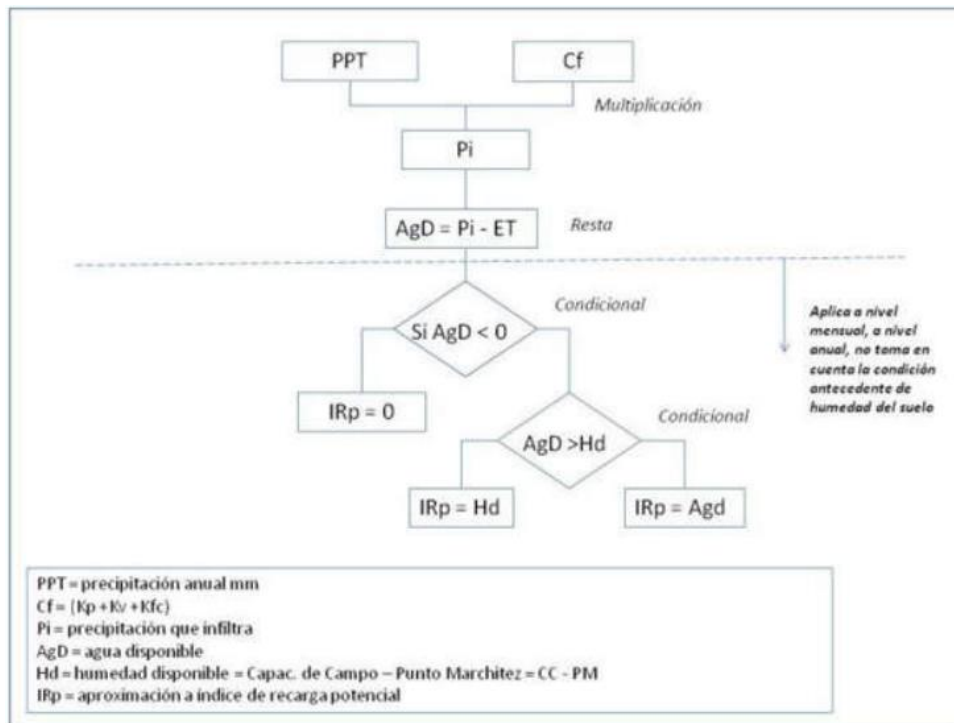 PPT
Cf
Multiplicación
Pi
AgD = Pi - ET
Resta
Condicional
Si AgD < 0
Aplica a nivel
mensual, a nivel
anual, no toma en
cuenta la condición
antecedente de
humedad del suelo
IRp = 0
Condicional
AgD >Hd
IRp = Hd
IRp = Agd
PPT = precipitación anual mm
Cf = (Kp +Kv +Kfc)
Pi = precipitación que infiltra
AgD = agua disponible
Hd = humedad disponible = Capac. de Campo – Punto Marchitez = CC - PM
IRp = aproximación a índice de recarga potencial